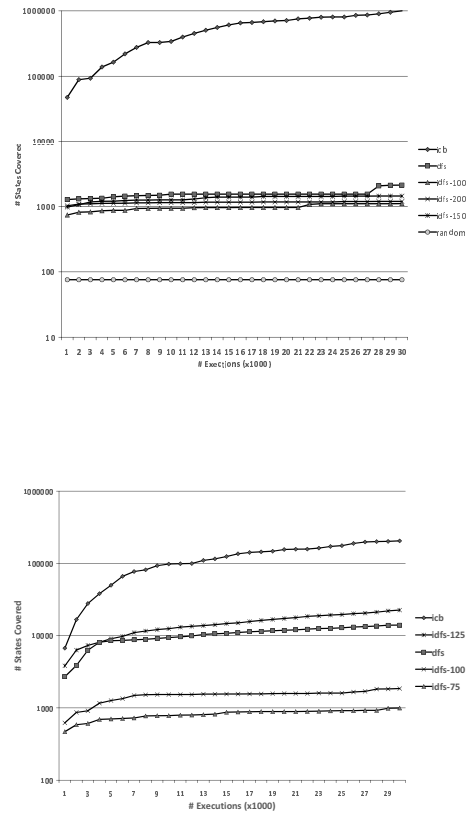 1000000
100000
10000
1000
100
10
# States Covered
1 2 3 4 5 6 7 8 9 10 11 12 13 14 15 16 17 18 19 20 21 22 23 24 25 26 27 28 29 30
# Executions (x1000)
icb
dfs
idfs-100
idfs-200
idfs-150
random
1000000
100000
10000
1000
100
# States Covered
1 3 5 7 9 11 13 15 17 19 21 23 25 27 29
# Executions (x1000)
icb
idfs-125
dfs
idfs-100
idfs-75